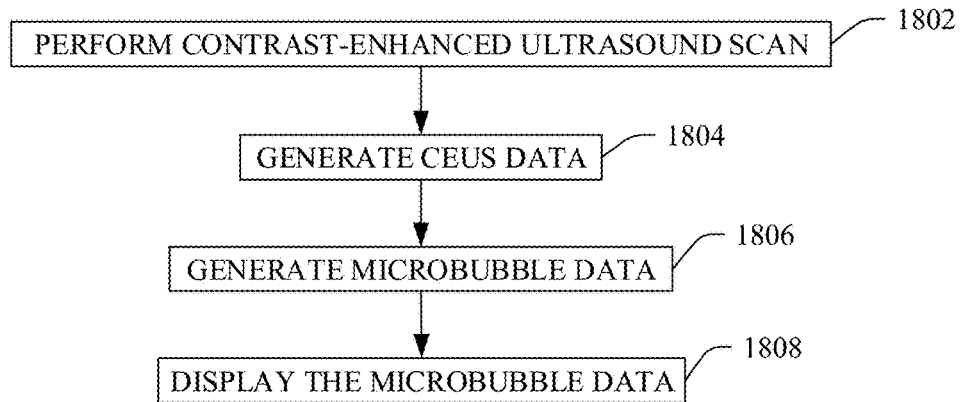 1802
PERFORM CONTRAST-ENHANCED ULTRASOUND SCAN
1804
GENERATE CEUS DATA
1806
GENERATE MICROBUBBLE DATA
1808
DISPLAY THE MICROBUBBLE DATA